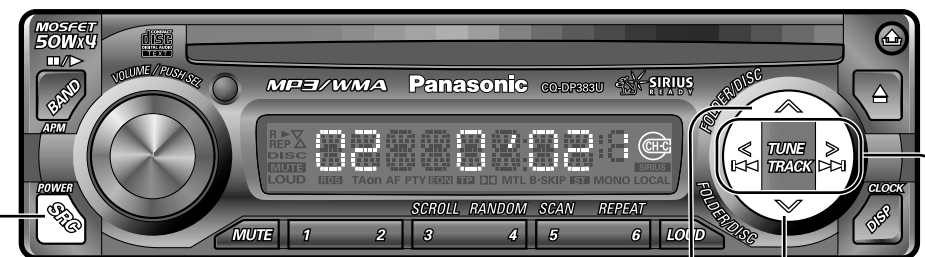 MOSFET
50WX4
COMPACT
disc
DIGITAL AUDIO
TEXT
VOLUME / PUSH SEL
BAND
APM
MP3/WMA Panasonic CQ-DP383U SIRIUS
READY
FOLDER/DISC
R
REP
DISC
MUTE
LOUD
02 0'02"
CH-C
SIRIUS
RDS TAon AF PTY EON TP MTL B·SKIP ST MONO LOCAL
TUNE
TRACK
FOLDER/DISC
POWER
SRC
CLOCK
DISP
SCROLL RANDOM SCAN REPEAT
MUTE 1 2 3 4 5 6 LOUD